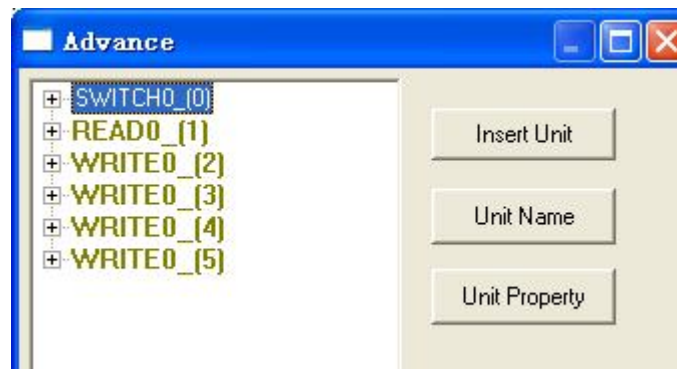 Advance
SWITCH0_(0)
READ0_(1)
WRITE0_(2)
WRITE0_(3)
WRITE0_(4)
WRITE0_(5)
Insert Unit
Unit Name
Unit Property